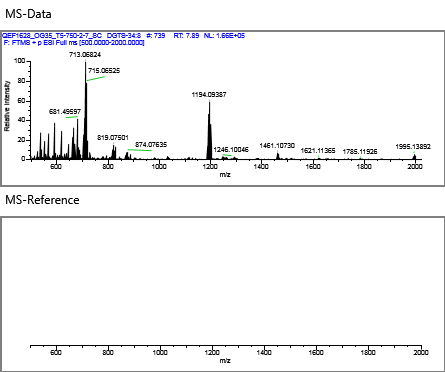 MS-Data
QEF1628_OG35_T5-750-2-7_8C DGTS-34:8 #: 739 RT: 7.89 NL: 1.66E+05
F: FTMS + p ESI Full ms [500.0000-2000.0000]
713.06824
100
715.06525
80
1194.09387
Relative Intensity
60
681.49597
40
819.07501
874.07635
20
1246.10046
1461.10730
1621.11365
1785.11926
1995.13892
0
600 800 1000 1200 1400 1600 1800 2000
m/z
MS-Reference
600 800 1000 1200 1400 1600 1800 2000
m/z